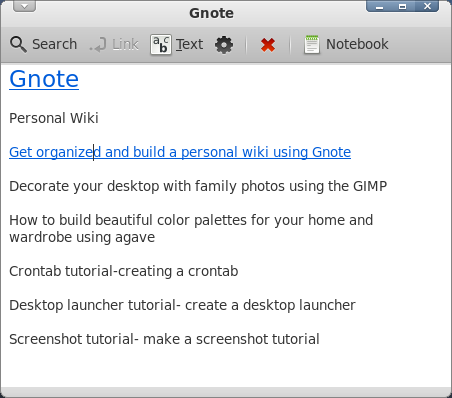 Gnote
Search Link Text Notebook
Gnote
Personal Wiki
Get organized and build a personal wiki using Gnote
Decorate your desktop with family photos using the GIMP
How to build beautiful color palettes for your home and
wardrobe using agave
Crontab tutorial-creating a crontab
Desktop launcher tutorial- create a desktop launcher
Screenshot tutorial- make a screenshot tutorial